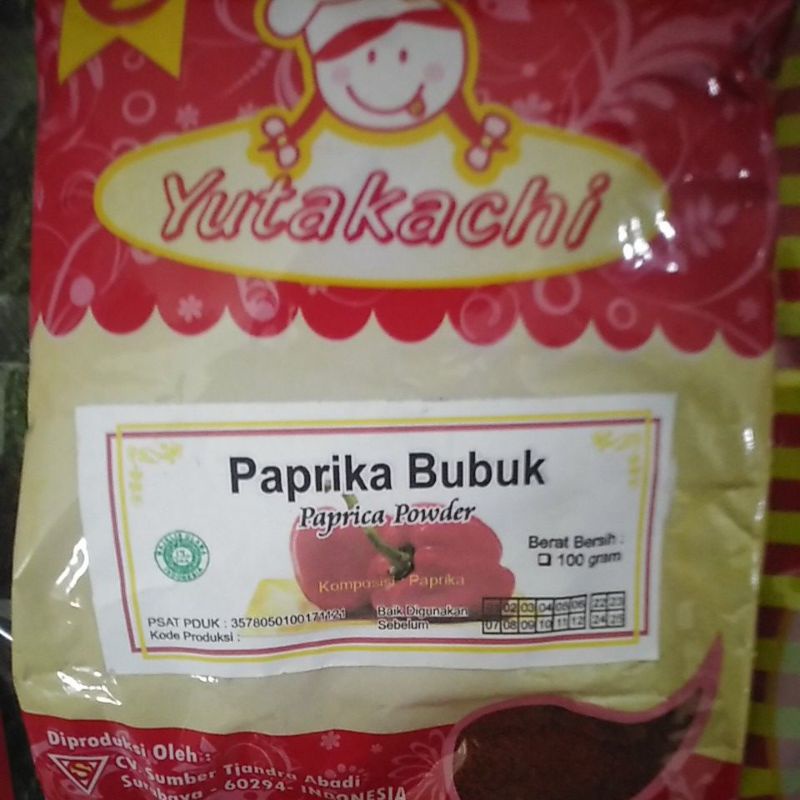 Yutakachi
Paprika Bubuk
Paprica Powder
Berat Bersih :
100 gram
Komposisi : Paprika
PSAT PDUK : 3578050100171121
Kode Produksi :
Baik Digunakan
Sebelum
02 03 04 05 06 22 23
07 08 09 10 11 12 24 25
Diproduksi Oleh :
CV. Sumber Tjandra Abadi
Surabaya - 60294 - INDONESIA